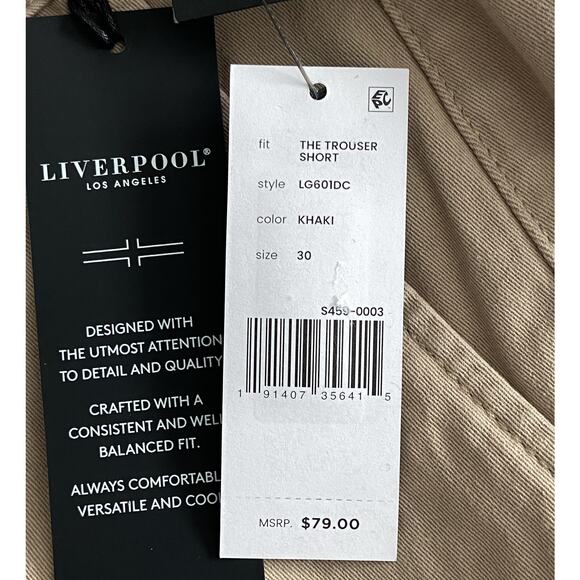 LIVERPOOL®
LOS ANGELES
DESIGNED WITH
THE UTMOST ATTENTION
TO DETAIL AND QUALITY
CRAFTED WITH A
CONSISTENT AND WELL
BALANCED FIT.
ALWAYS COMFORTABL
VERSATILE AND COO
EPC
fit THE TROUSER
SHORT
style LG601DC
color KHAKI
size 30
S459-0003
1 91407 35641 5
MSRP. $79.00